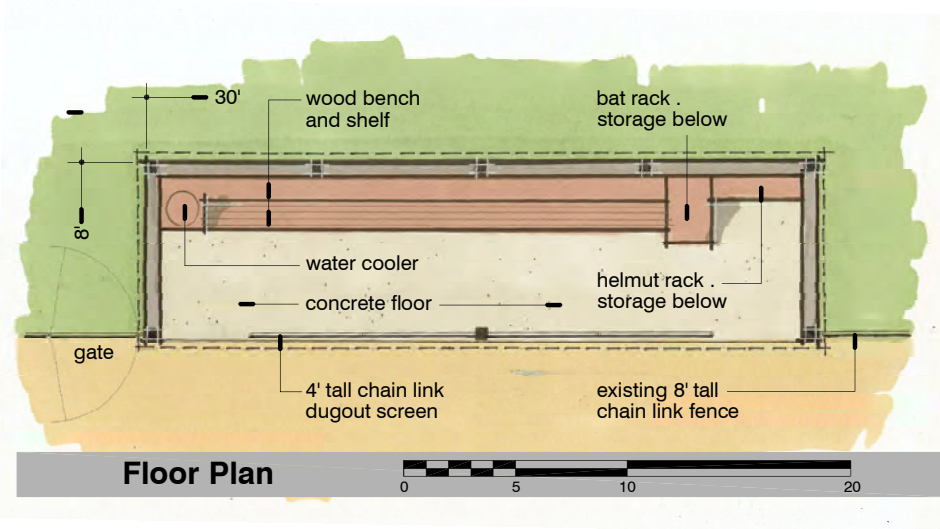 30'
wood bench
and shelf
bat rack .
storage below
8'
water cooler
helmut rack .
storage below
concrete floor
gate
4' tall chain link
dugout screen
existing 8' tall
chain link fence
Floor Plan
0 5 10 20